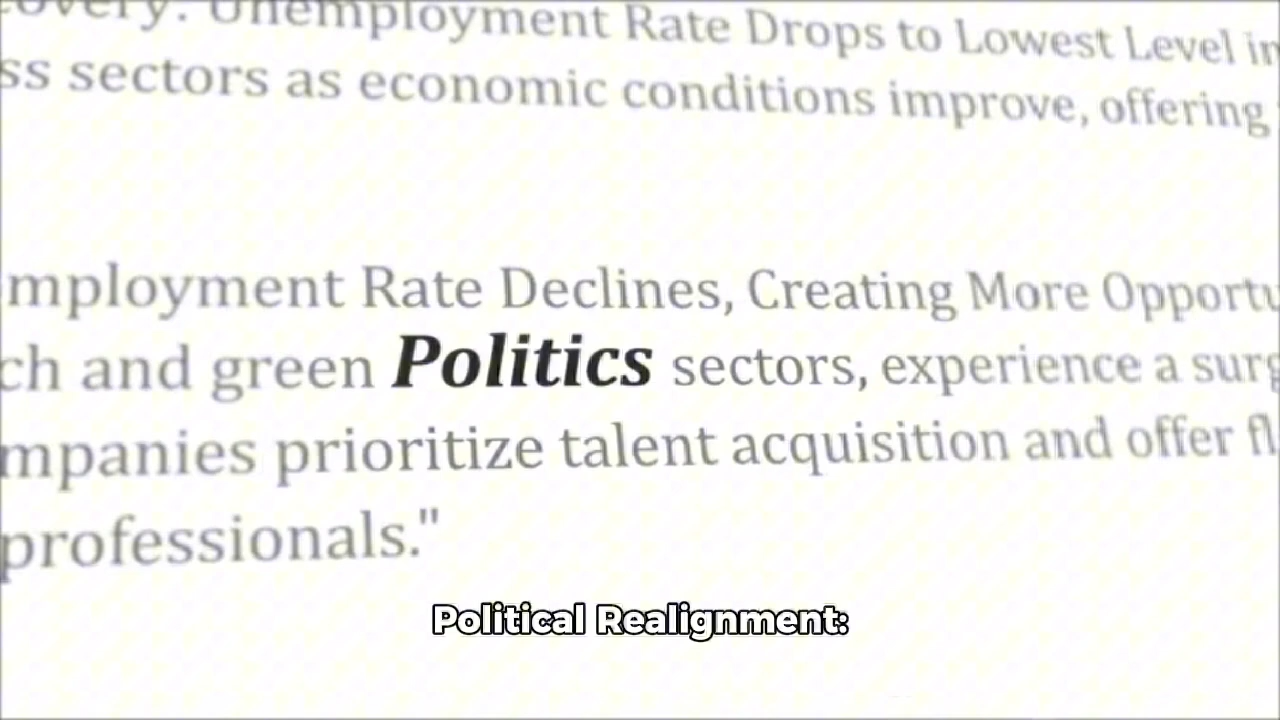 overy: Unemployment Rate Drops to Lowest Level in
ss sectors as economic conditions improve, offering
mployment Rate Declines, Creating More Opportu
ch and green Politics sectors, experience a surg
mpanies prioritize talent acquisition and offer fl
professionals."
Political Realignment: